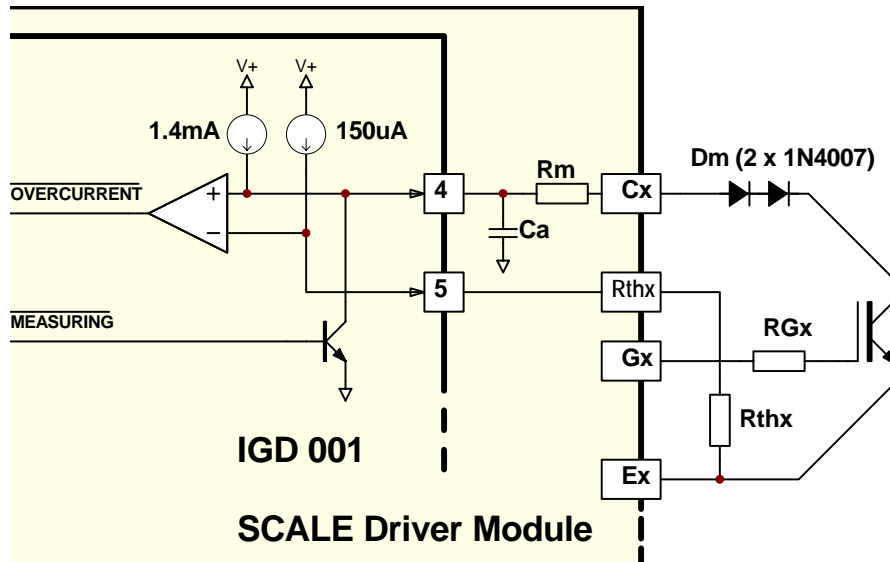 V+ V+
1.4mA 150uA
Dm (2 x 1N4007)
OVERCURRENT
+
−
4
Rm
Cx
Ca
5
Rthx
MEASURING
RGx
Gx
Rthx
IGD 001
Ex
SCALE Driver Module